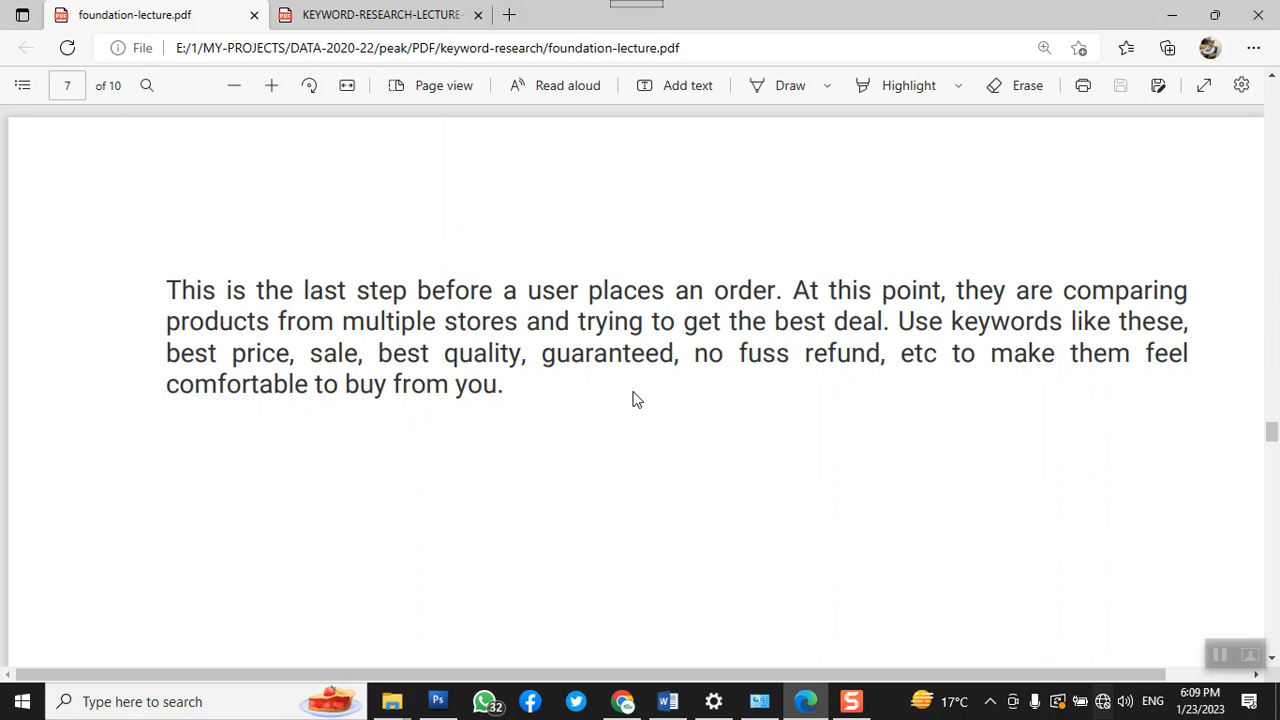 foundation-lecture.pdf
KEYWORD-RESEARCH-LECTURE-
File
E:/1/MY-PROJECTS/DATA-2020-22/peak/PDF/keyword-research/foundation-lecture.pdf
7 of 10
Page view
Read aloud
Add text
Draw
Highlight
Erase
This is the last step before a user places an order. At this point, they are comparing
products from multiple stores and trying to get the best deal. Use keywords like these,
best price, sale, best quality, guaranteed, no fuss refund, etc to make them feel
comfortable to buy from you.
Type here to search
Ps
32
W
S
17°C
ENG
6:09 PM
1/23/2023